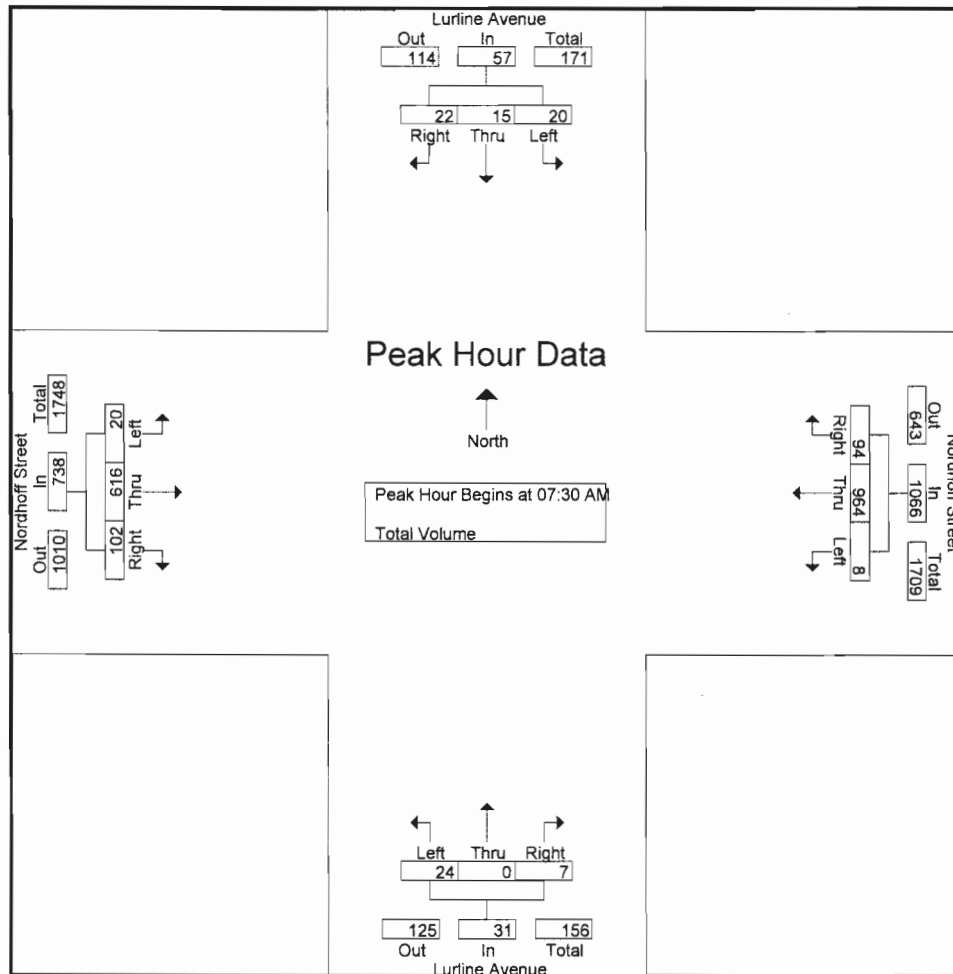 Lurline Avenue
Out In Total
114 57 171
22 15 20
Right Thru Left
Peak Hour Data
North
Peak Hour Begins at 07:30 AM
Total Volume
Nordhoff Street
Out In Total
1010 738 1748
102 616 20
Right Thru Left
Nordhoff Street
Out In Total
643 1066 1709
94 964 8
Right Thru Left
Left Thru Right
24 0 7
125 31 156
Out In Total
Lurline Avenue